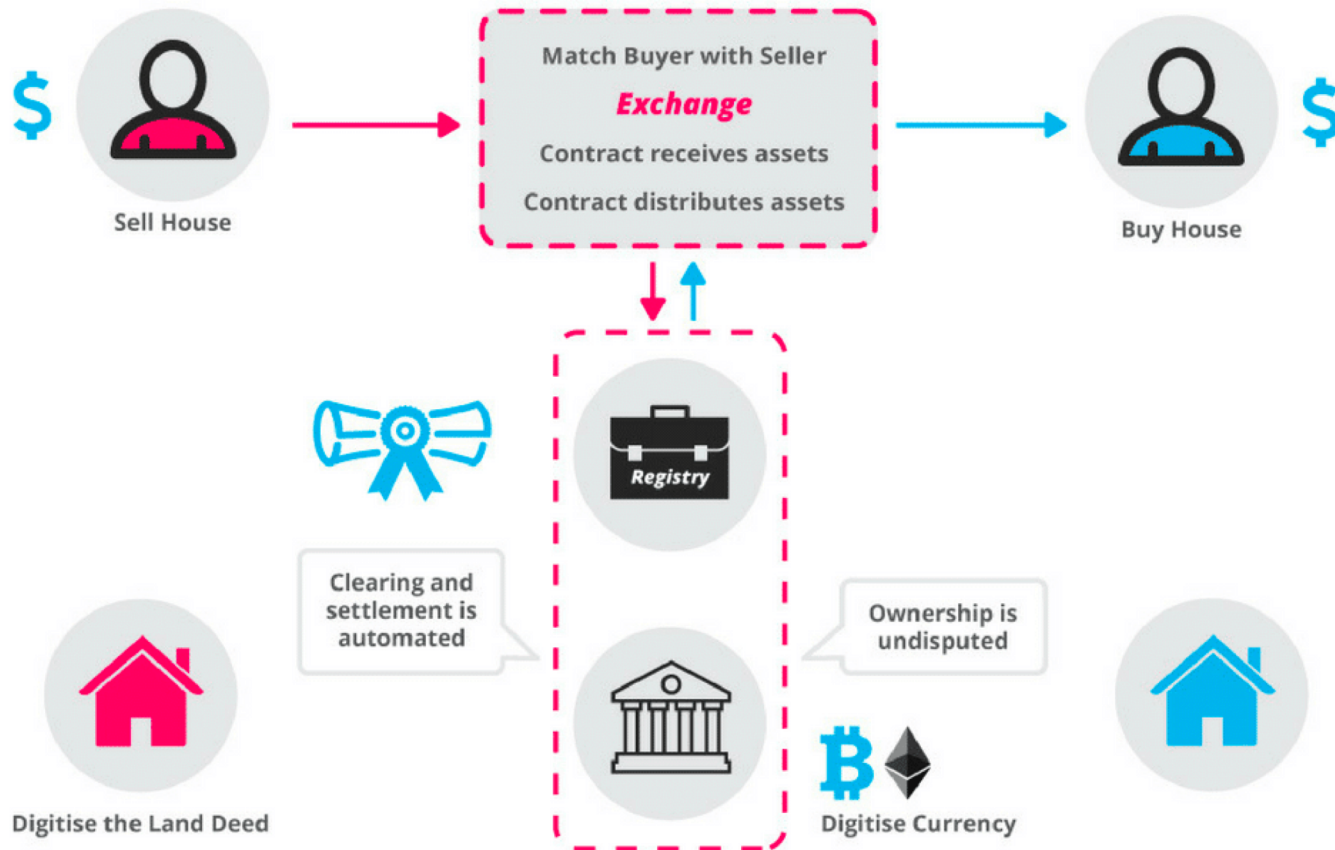 $
Sell House
Match Buyer with Seller
Exchange
Contract receives assets
Contract distributes assets
$
Buy House
Registry
Clearing and
settlement is
automated
Ownership is
undisputed
Digitise the Land Deed
Digitise Currency